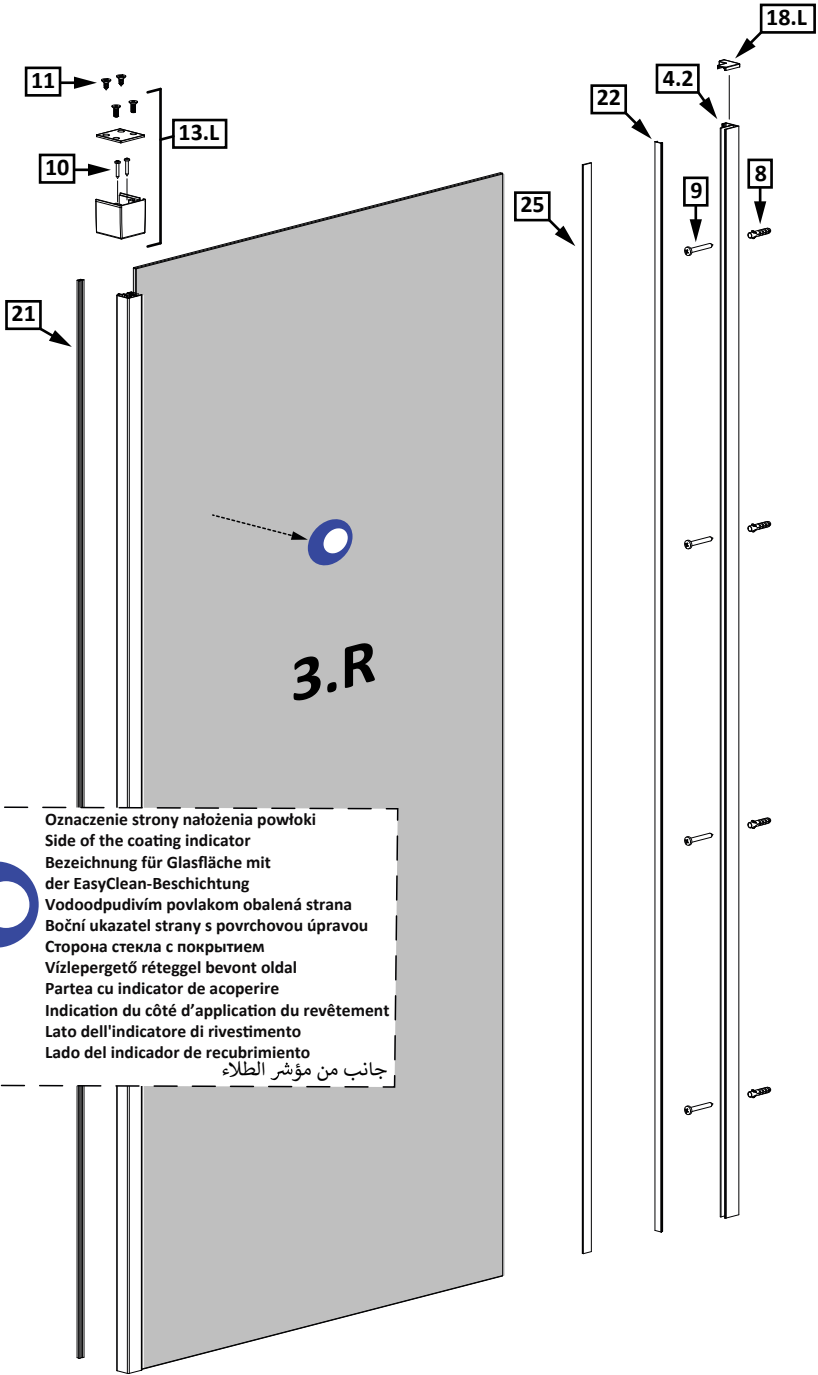 18.L
4.2
11
22
13.L
10
8
9
25
21
3.R
Oznaczenie strony nałożenia powłoki
Side of the coating indicator
Bezeichnung für Glasfläche mit
der EasyClean-Beschichtung
Vodoodpudivím povlakom obalená strana
Boční ukazatel strany s povrchovou úpravou
Сторона стекла с покрытием
Vízlepergető réteggel bevont oldal
Partea cu indicator de acoperire
Indication du côté d’application du revêtement
Lato dell'indicatore di rivestimento
Lado del indicador de recubrimiento
جانب من مؤشر الطلاء